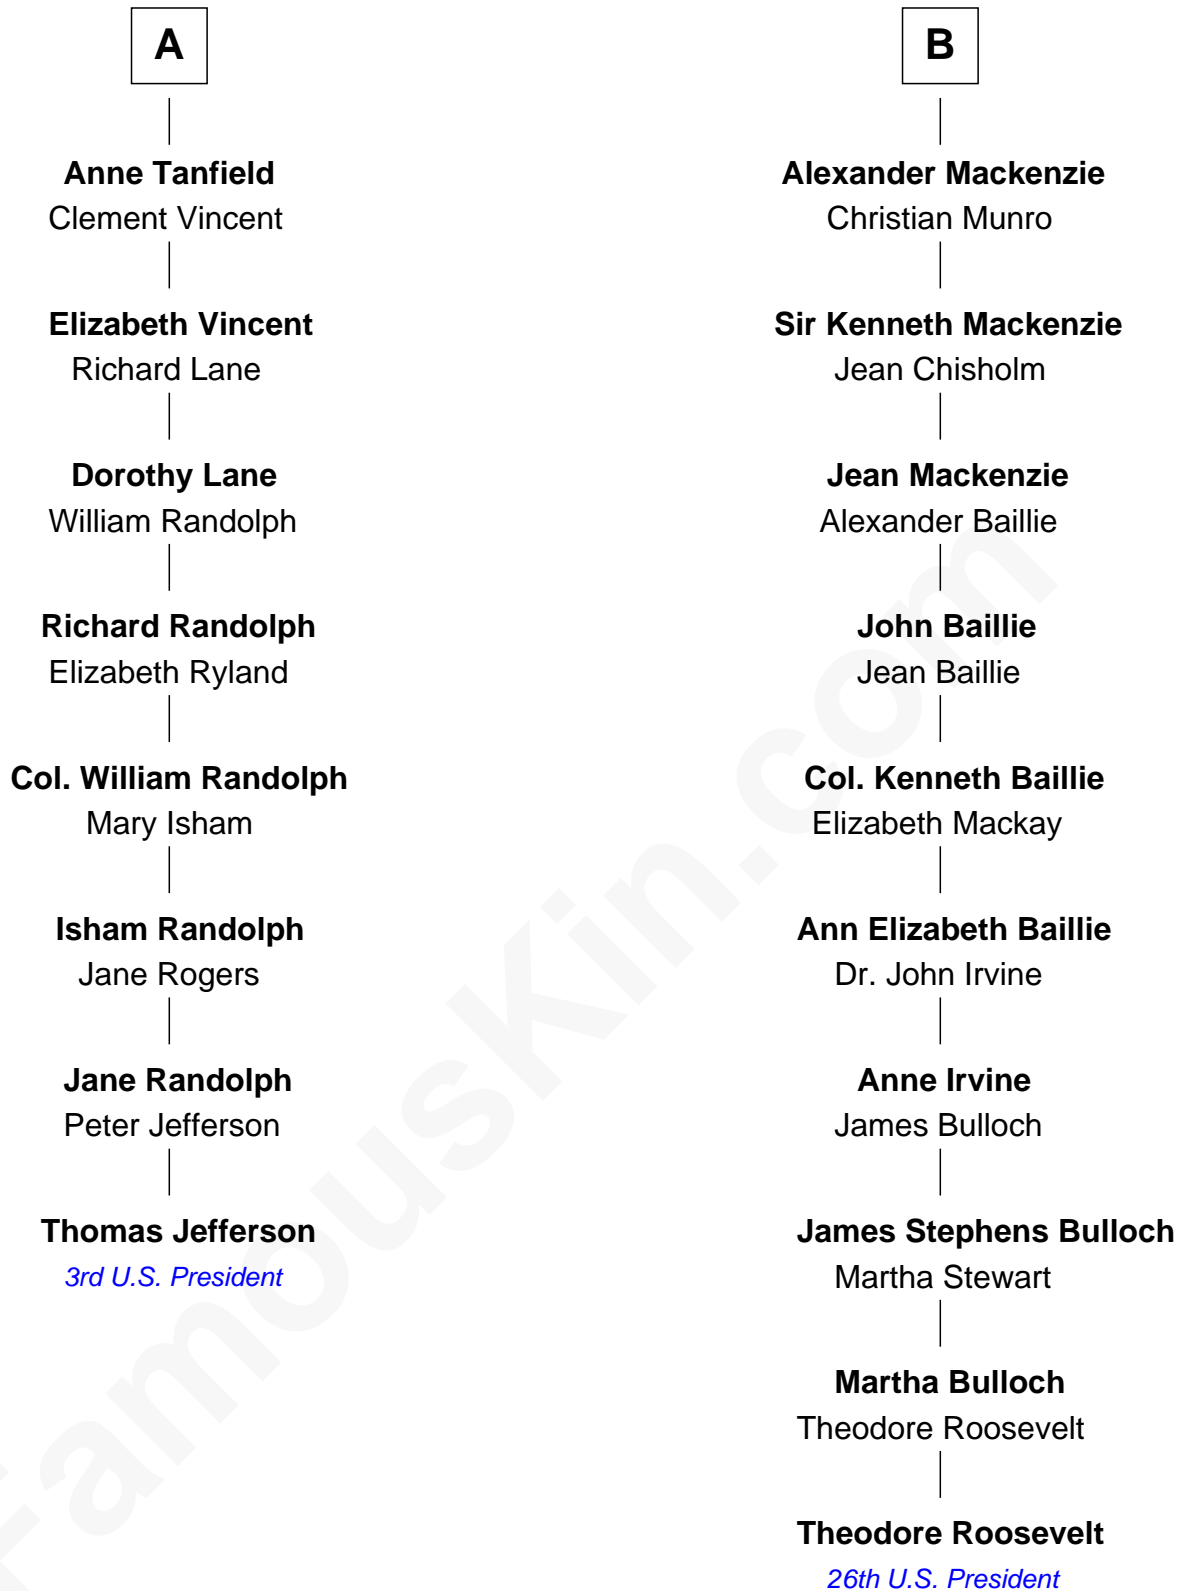 A
Anne Tanfield
Clement Vincent
Elizabeth Vincent
Richard Lane
Dorothy Lane
William Randolph
Richard Randolph
Elizabeth Ryland
Col. William Randolph
Mary Isham
Isham Randolph
Jane Rogers
Jane Randolph
Peter Jefferson
Thomas Jefferson
3rd U.S. President
B
Alexander Mackenzie
Christian Munro
Sir Kenneth Mackenzie
Jean Chisholm
Jean Mackenzie
Alexander Baillie
John Baillie
Jean Baillie
Col. Kenneth Baillie
Elizabeth Mackay
Ann Elizabeth Baillie
Dr. John Irvine
Anne Irvine
James Bulloch
James Stephens Bulloch
Martha Stewart
Martha Bulloch
Theodore Roosevelt
Theodore Roosevelt
26th U.S. President
FamousKin.com